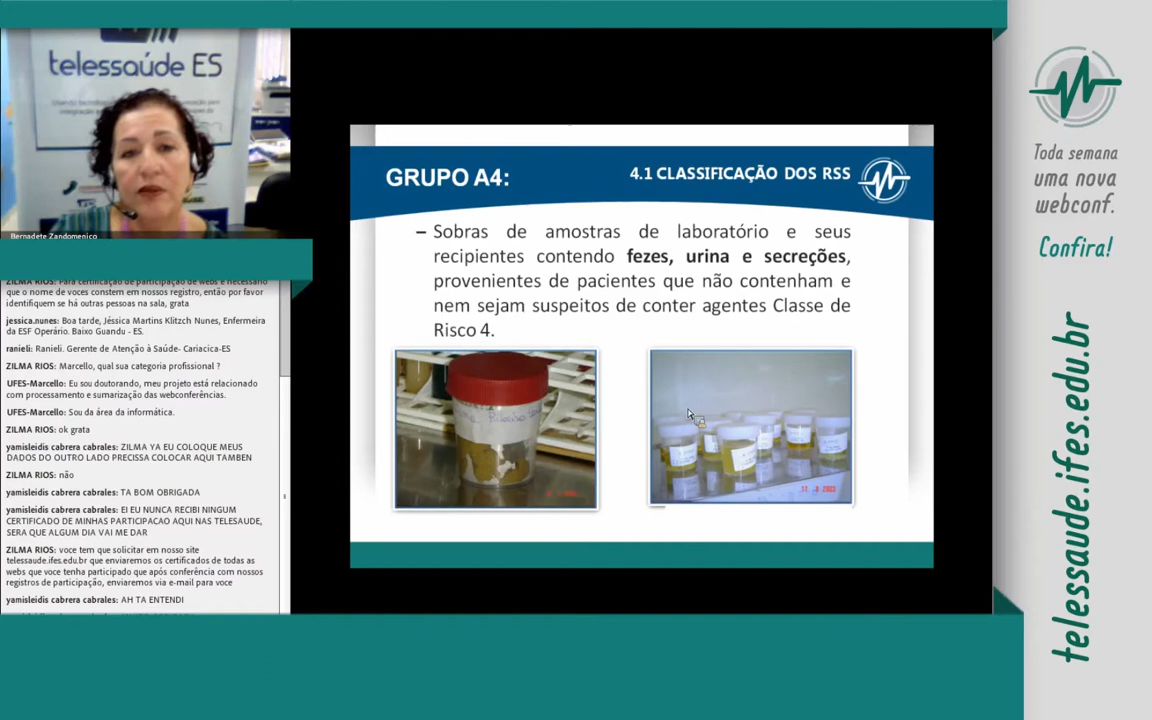 telessaúde ES
Bernadete Zandomenico
ZILMA RIOS: Para certificação de participação de webs é necessário
que o nome de voces constem em nossos registro, então por favor
identifiquem se há outras pessoas na sala, grata
jessica.nunes: Boa tarde, Jéssica Martins Klitzch Nunes, Enfermeira
da ESF Operário. Baixo Guandu - ES.
ranieli: Ranieli. Gerente de Atenção à Saúde- Cariacica-ES
ZILMA RIOS: Marcello, qual sua categoria profissional ?
UFES-Marcello: Eu sou doutorando, meu projeto está relacionado
com processamento e sumarização das webconferências.
UFES-Marcello: Sou da área da informática.
ZILMA RIOS: ok grata
yamisleidis cabrera cabrales: ZILMA YA EU COLOQUE MEUS
DADOS DO OUTRO LADO PRECISSA COLOCAR AQUI TAMBEN
ZILMA RIOS: não
yamisleidis cabrera cabrales: TA BOM OBRIGADA
yamisleidis cabrera cabrales: EI EU NUNCA RECIBI NINGUM
CERTIFICADO DE MINHAS PARTICIPACAO AQUI NAS TELESAUDE,
SERA QUE ALGUM DIA VAI ME DAR
ZILMA RIOS: voce tem que solicitar em nosso site
telessaude.ifes.edu.br que enviaremos os certificados de todas as
webs que voce tenha participado que após conferência com nossos
registros de participação, enviaremos via e-mail para voce
yamisleidis cabrera cabrales: AH TA ENTENDI
GRUPO A4:
4.1 CLASSIFICAÇÃO DOS RSS
– Sobras de amostras de laboratório e seus
recipientes contendo fezes, urina e secreções,
provenientes de pacientes que não contenham e
nem sejam suspeitos de conter agentes Classe de
Risco 4.
Toda semana
uma nova
webconf.
Confira!
telessaude.ifes.edu.br